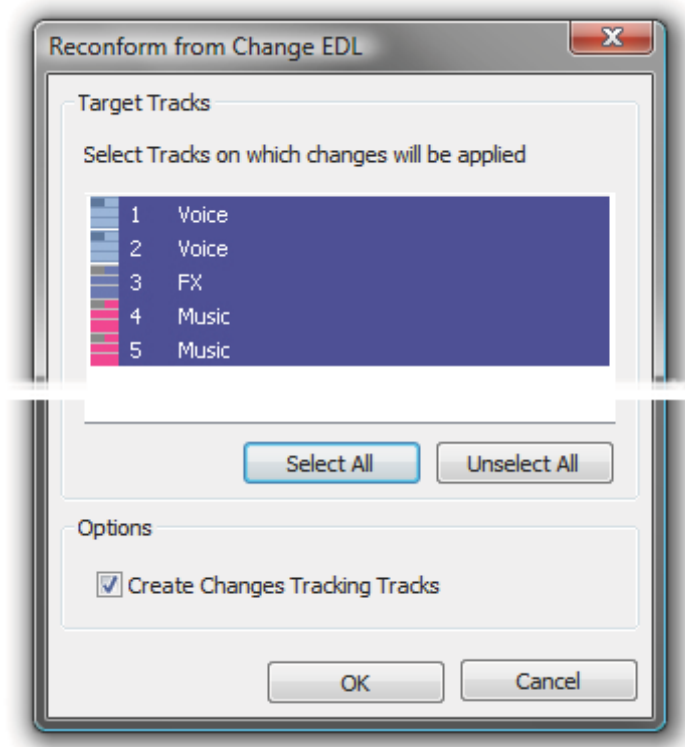 Reconform from Change EDL
Target Tracks
Select Tracks on which changes will be applied
1 Voice
2 Voice
3 FX
4 Music
5 Music
Select All Unselect All
Options
Create Changes Tracking Tracks
OK Cancel